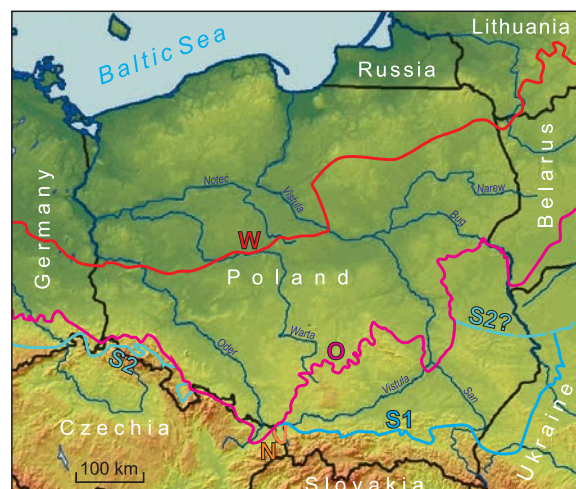 Lithuania
Baltic Sea
Russia
Belarus
Germany
Noteć
Vistula
Narew
Bug
W
Poland
S2?
S2
Oder
Warta
O
Vistula
San
S1
Czechia
N
Ukraine
100 km
Slovakia